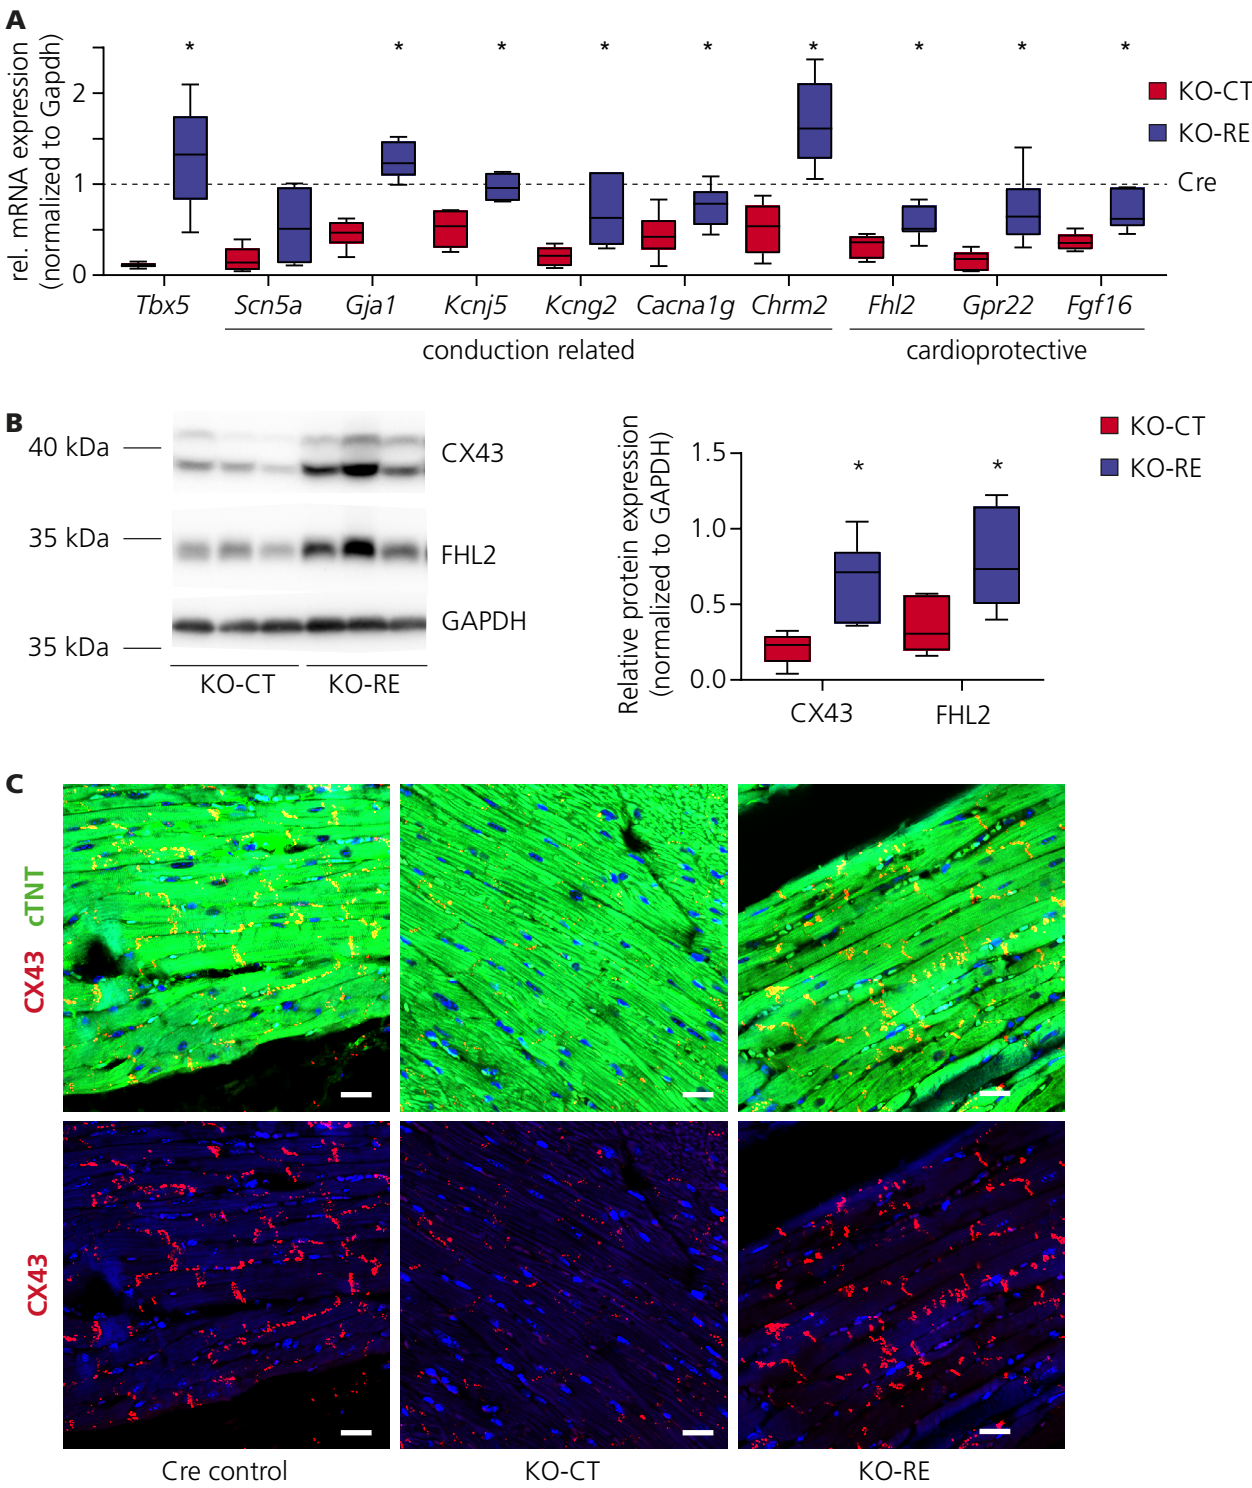 A
rel. mRNA expression
(normalized to Gapdh)
2
1
0
* * * * * * * * *
KO-CT
KO-RE
Cre
Tbx5 Scn5a Gja1 Kcnj5 Kcng2 Cacna1g Chrm2 Fhl2 Gpr22 Fgf16
conduction related cardioprotective
B
40 kDa
CX43
35 kDa
FHL2
GAPDH
35 kDa
KO-CT KO-RE
Relative protein expression
(normalized to GAPDH)
1.5
1.0
0.5
0.0
* *
CX43 FHL2
KO-CT
KO-RE
C
CX43 cTNT
CX43
Cre control KO-CT KO-RE